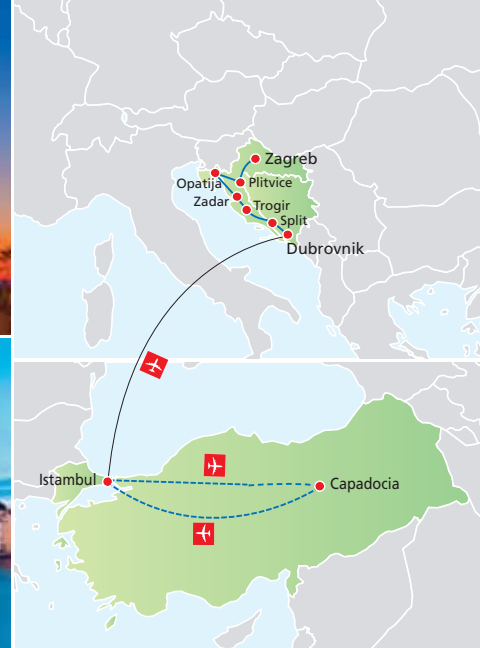 Zagreb
Opatija
Plitvice
Zadar
Trogir
Split
Dubrovnik
Istambul
Capadocia